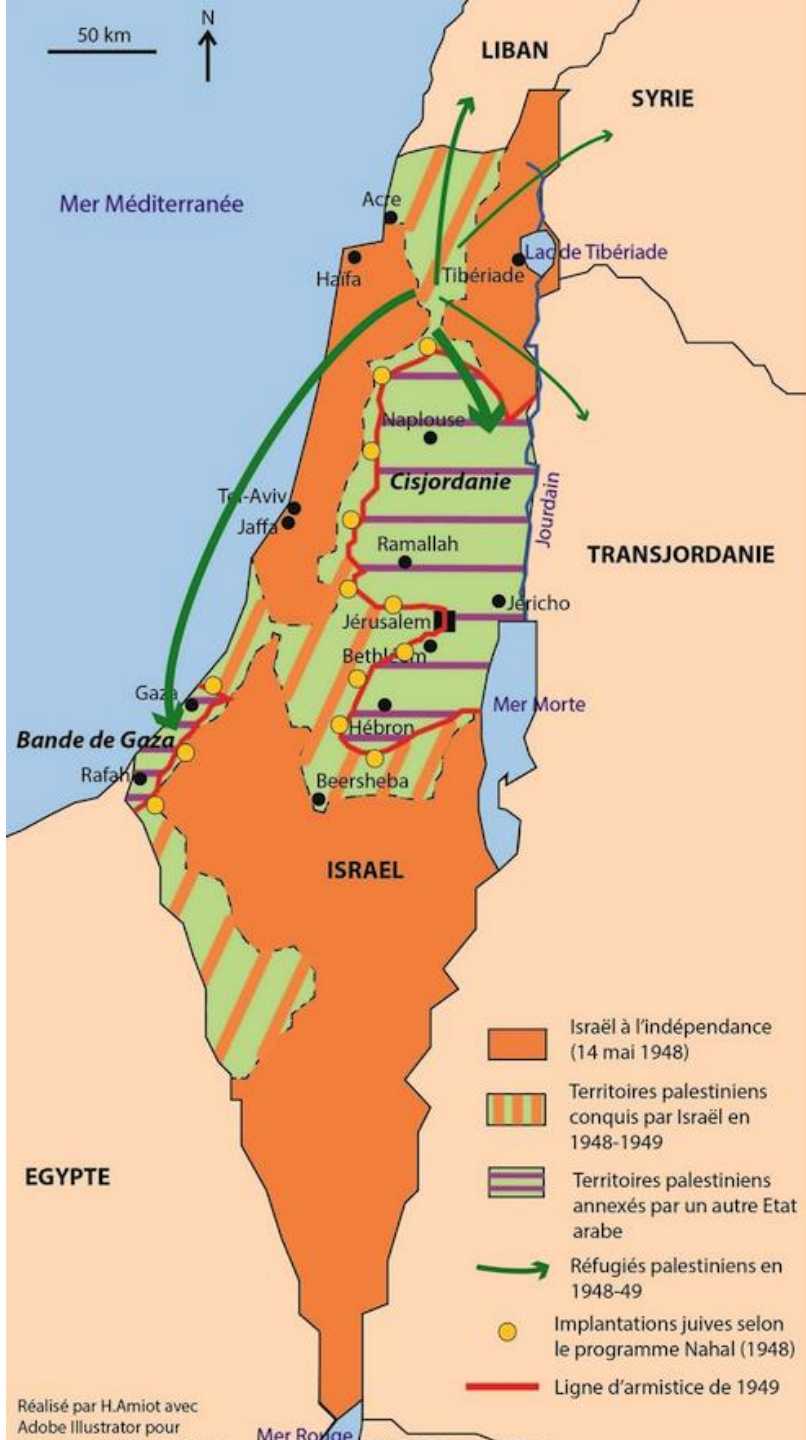 50 km
N
LIBAN
SYRIE
Mer Méditerranée
Acre
Lac de Tibériade
Haïfa
Tibériade
Naplouse
Cisjordanie
Jourdain
Tel-Aviv
Jaffa
Ramallah
TRANSJORDANIE
Jéricho
Jérusalem
Bethléem
Gaza
Mer Morte
Hébron
Bande de Gaza
Rafah
Beersheba
ISRAEL
EGYPTE
Israël à l'indépendance
(14 mai 1948)
Territoires palestiniens
conquis par Israël en
1948-1949
Territoires palestiniens
annexés par un autre Etat
arabe
Réfugiés palestiniens en
1948-49
Implantations juives selon
le programme Nahal (1948)
Ligne d'armistice de 1949
Réalisé par H.Amiot avec
Adobe Illustrator pour
Mer Rouge